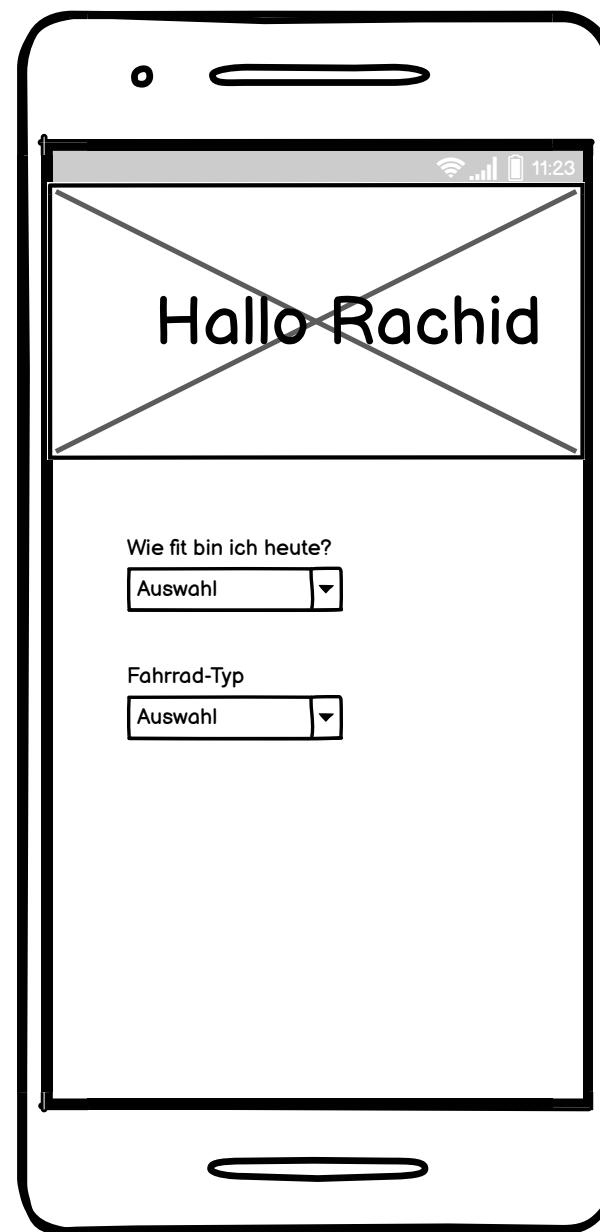 11:23
Hallo Rachid
Wie fit bin ich heute?
Auswahl
Fahrrad-Typ
Auswahl